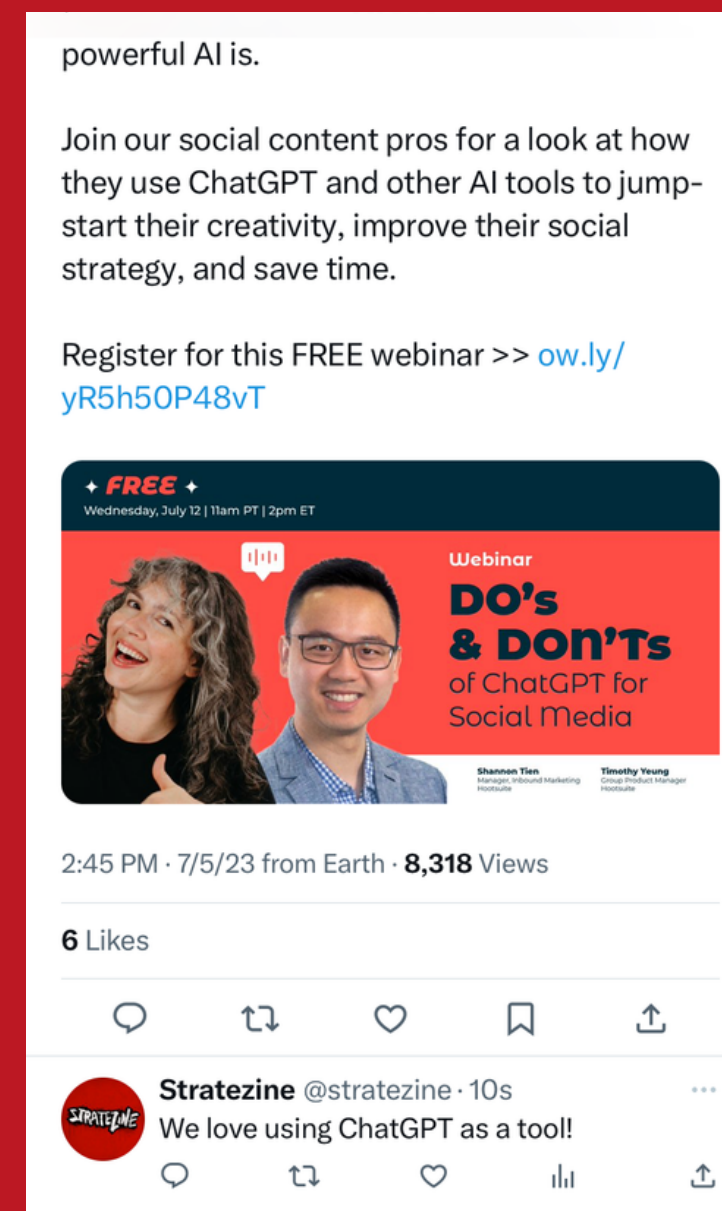 powerful AI is.
Join our social content pros for a look at how
they use ChatGPT and other AI tools to jump-
start their creativity, improve their social
strategy, and save time.
Register for this FREE webinar >> ow.ly/
yR5h50P48vT
FREE
Wednesday, July 12 | 11am PT | 2pm ET
Webinar
DO's
& DON'Ts
of ChatGPT for
Social Media
Shannon Tien
Manager, Inbound Marketing
Hootsuite
Timothy Yeung
Group Product Manager
Hootsuite
2:45 PM · 7/5/23 from Earth · 8,318 Views
6 Likes
STRATEZINE
Stratezine @stratezine · 10s
We love using ChatGPT as a tool!